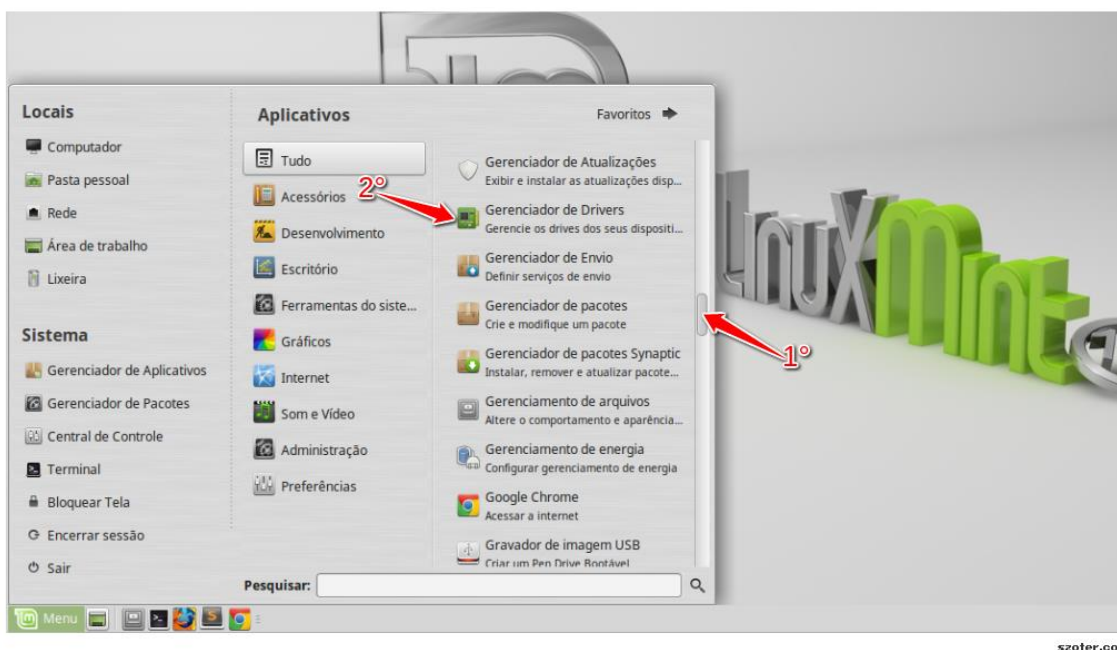 Locais
Computador
Pasta pessoal
Rede
Área de trabalho
Lixeira
Sistema
Gerenciador de Aplicativos
Gerenciador de Pacotes
Central de Controle
Terminal
Bloquear Tela
Encerrar sessão
Sair
Aplicativos
Favoritos
Tudo
Acessórios
Desenvolvimento
Escritório
Ferramentas do siste...
Gráficos
Internet
Som e Vídeo
Administração
Preferências
Gerenciador de Atualizações
Exibir e instalar as atualizações disp...
2°
Gerenciador de Drivers
Gerencie os drives dos seus dispositi...
Gerenciador de Envio
Definir serviços de envio
Gerenciador de pacotes
Crie e modifique um pacote
1°
Gerenciador de pacotes Synaptic
Instalar, remover e atualizar pacote...
Gerenciamento de arquivos
Altere o comportamento e aparência...
Gerenciamento de energia
Configurar gerenciamento de energia
Google Chrome
Acessar a internet
Gravador de imagem USB
Criar um Pen Drive Bootável
Pesquisar:
LinuxMint
Menu
szoter.co